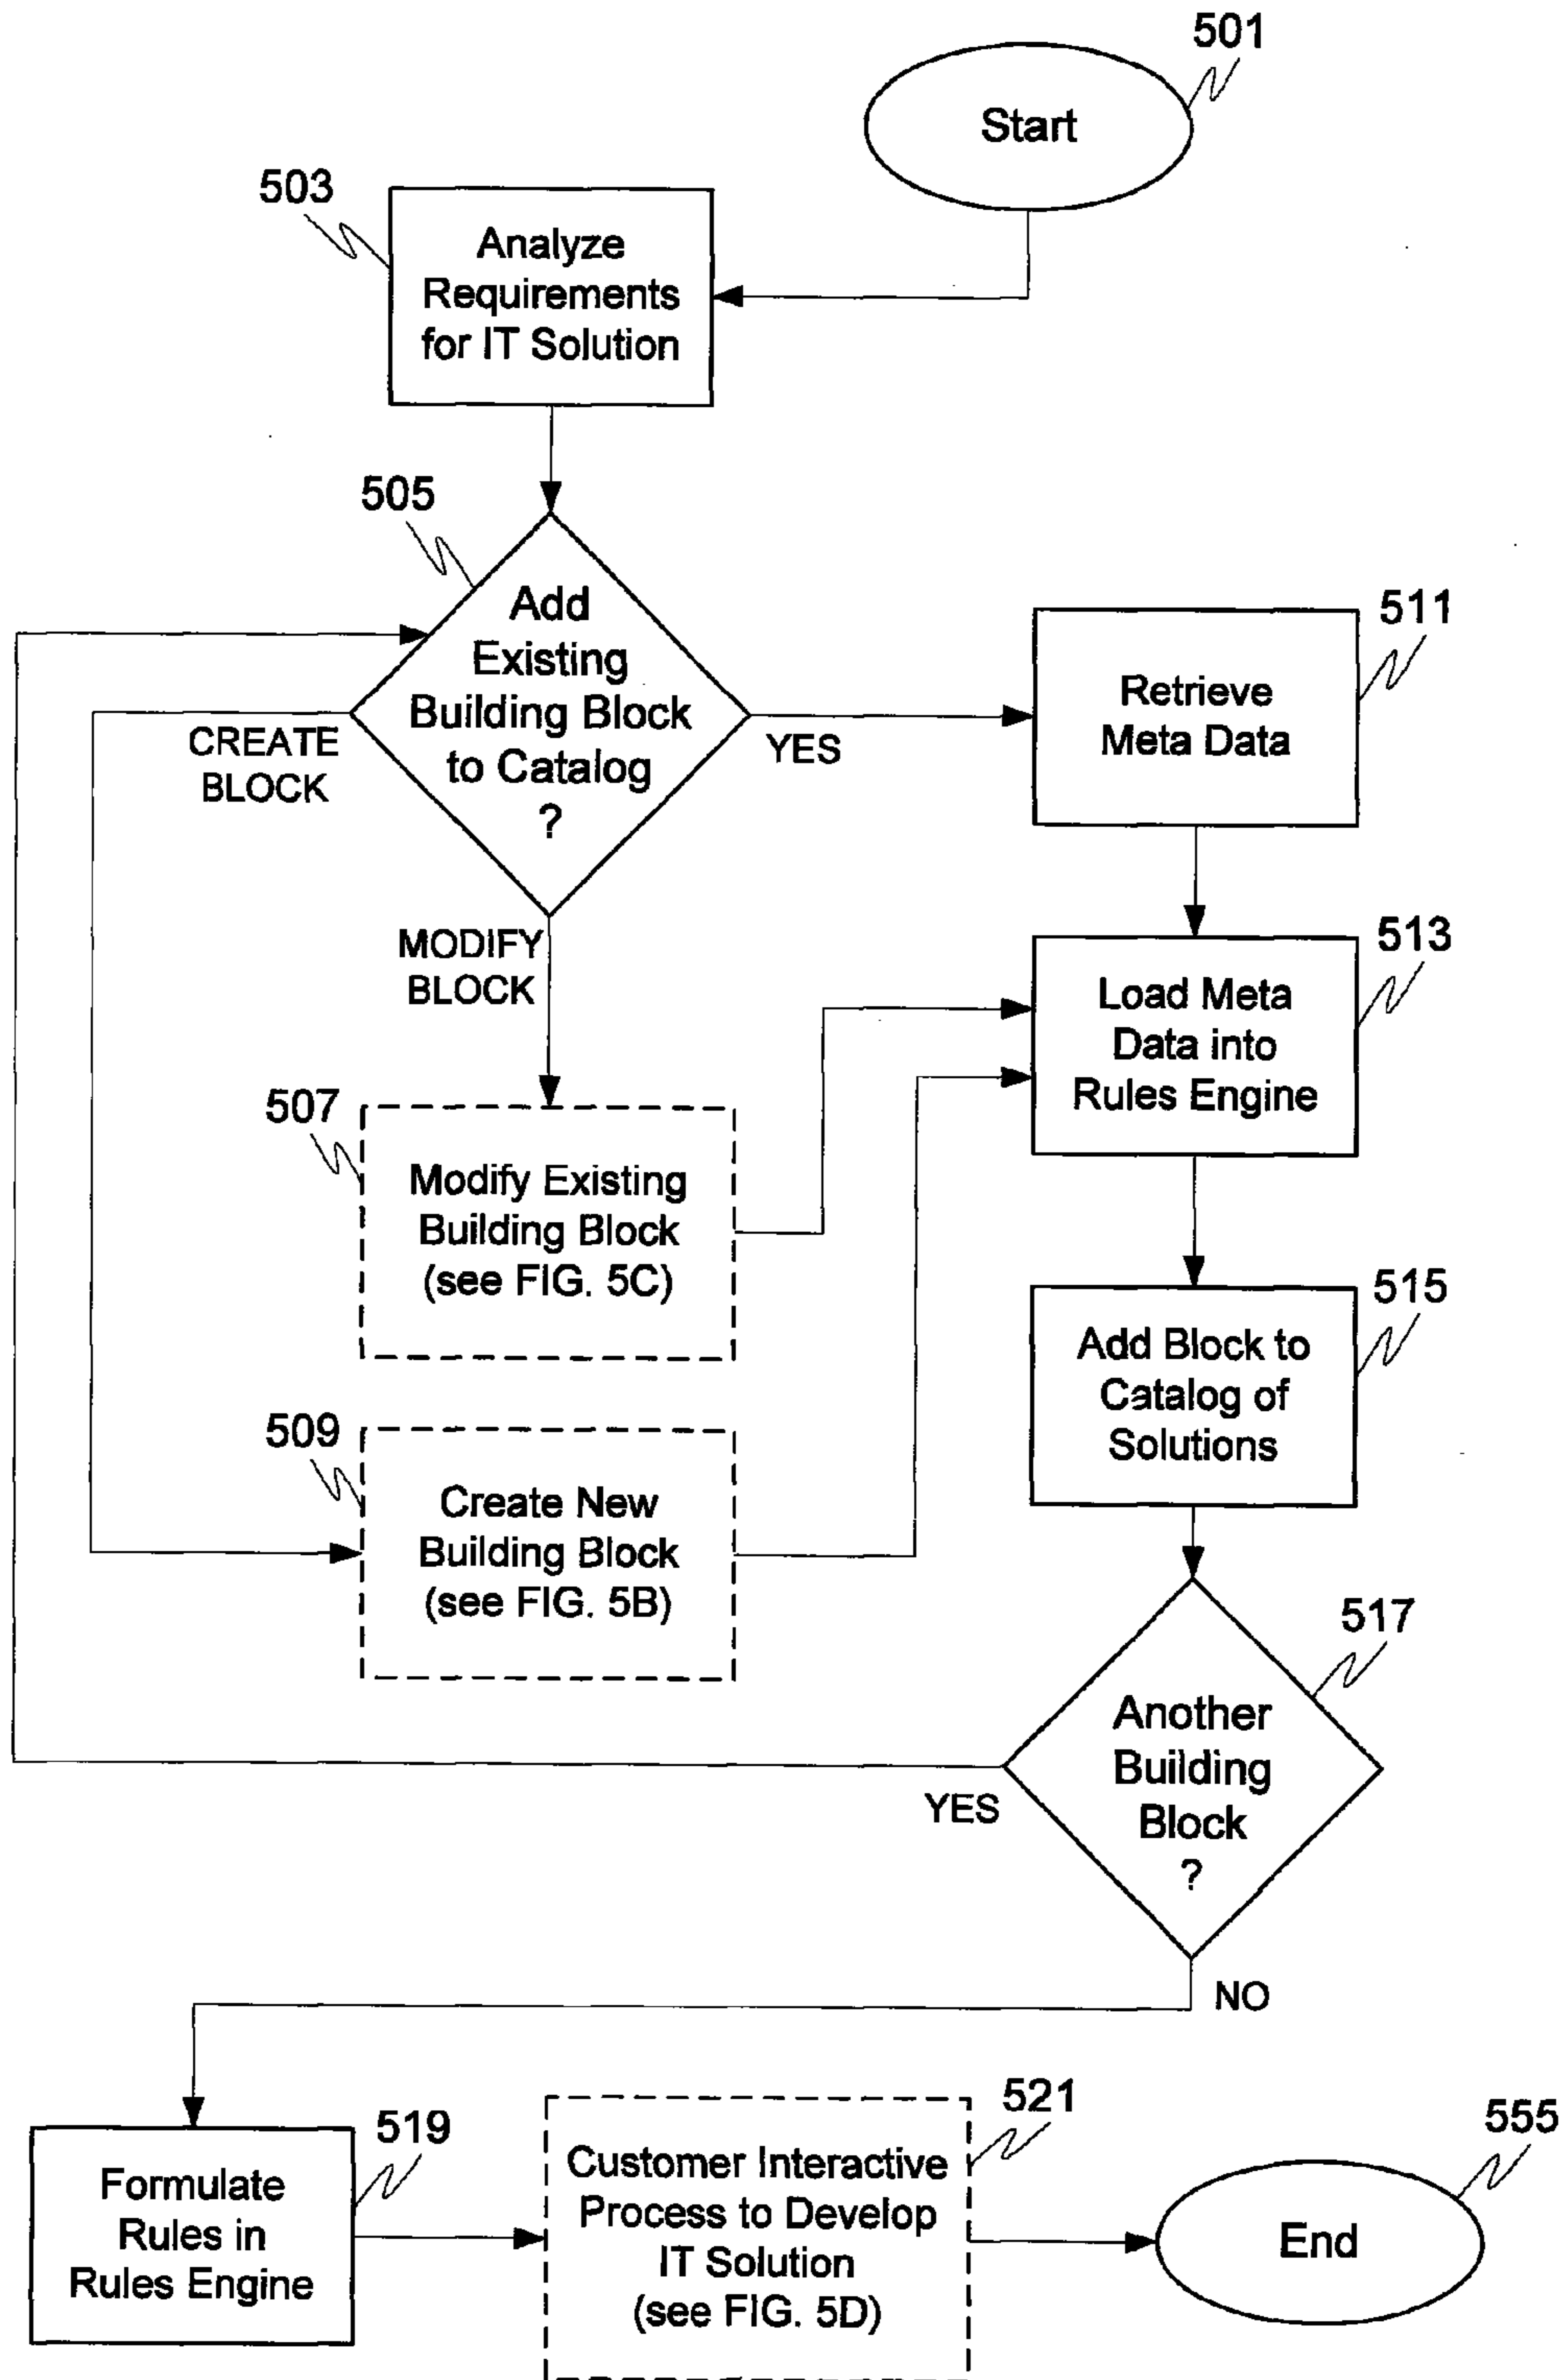 501
Start
503
Analyze
Requirements
for IT Solution
505
Add
Existing
Building Block
to Catalog
?
CREATE
BLOCK
YES
MODIFY
BLOCK
511
Retrieve
Meta Data
513
Load Meta
Data into
Rules Engine
507
Modify Existing
Building Block
(see FIG. 5C)
515
Add Block to
Catalog of
Solutions
509
Create New
Building Block
(see FIG. 5B)
517
Another
Building
Block
?
YES
NO
519
Formulate
Rules in
Rules Engine
521
Customer Interactive
Process to Develop
IT Solution
(see FIG. 5D)
555
End